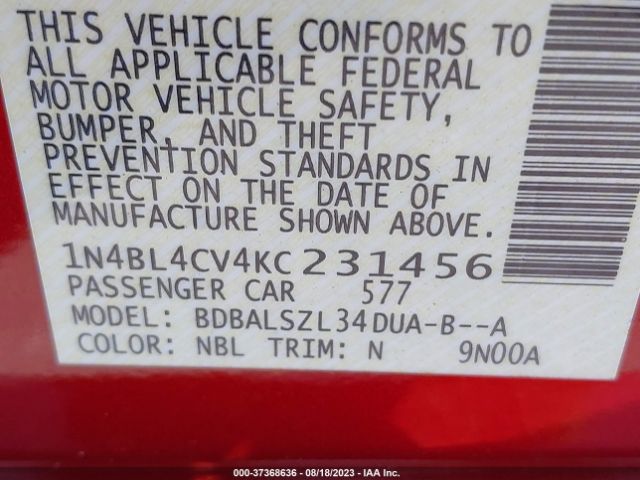 THIS VEHICLE CONFORMS TO
ALL APPLICABLE FEDERAL
MOTOR VEHICLE SAFETY,
BUMPER, AND THEFT
PREVENTION STANDARDS IN
EFFECT ON THE DATE OF
MANUFACTURE SHOWN ABOVE.
1N4BL4CV4KC231456
PASSENGER CAR 577
MODEL: BDBALSZL34DUA-B--A
COLOR: NBL TRIM: N 9N00A
000-37368636 - 08/18/2023 - IAA Inc.